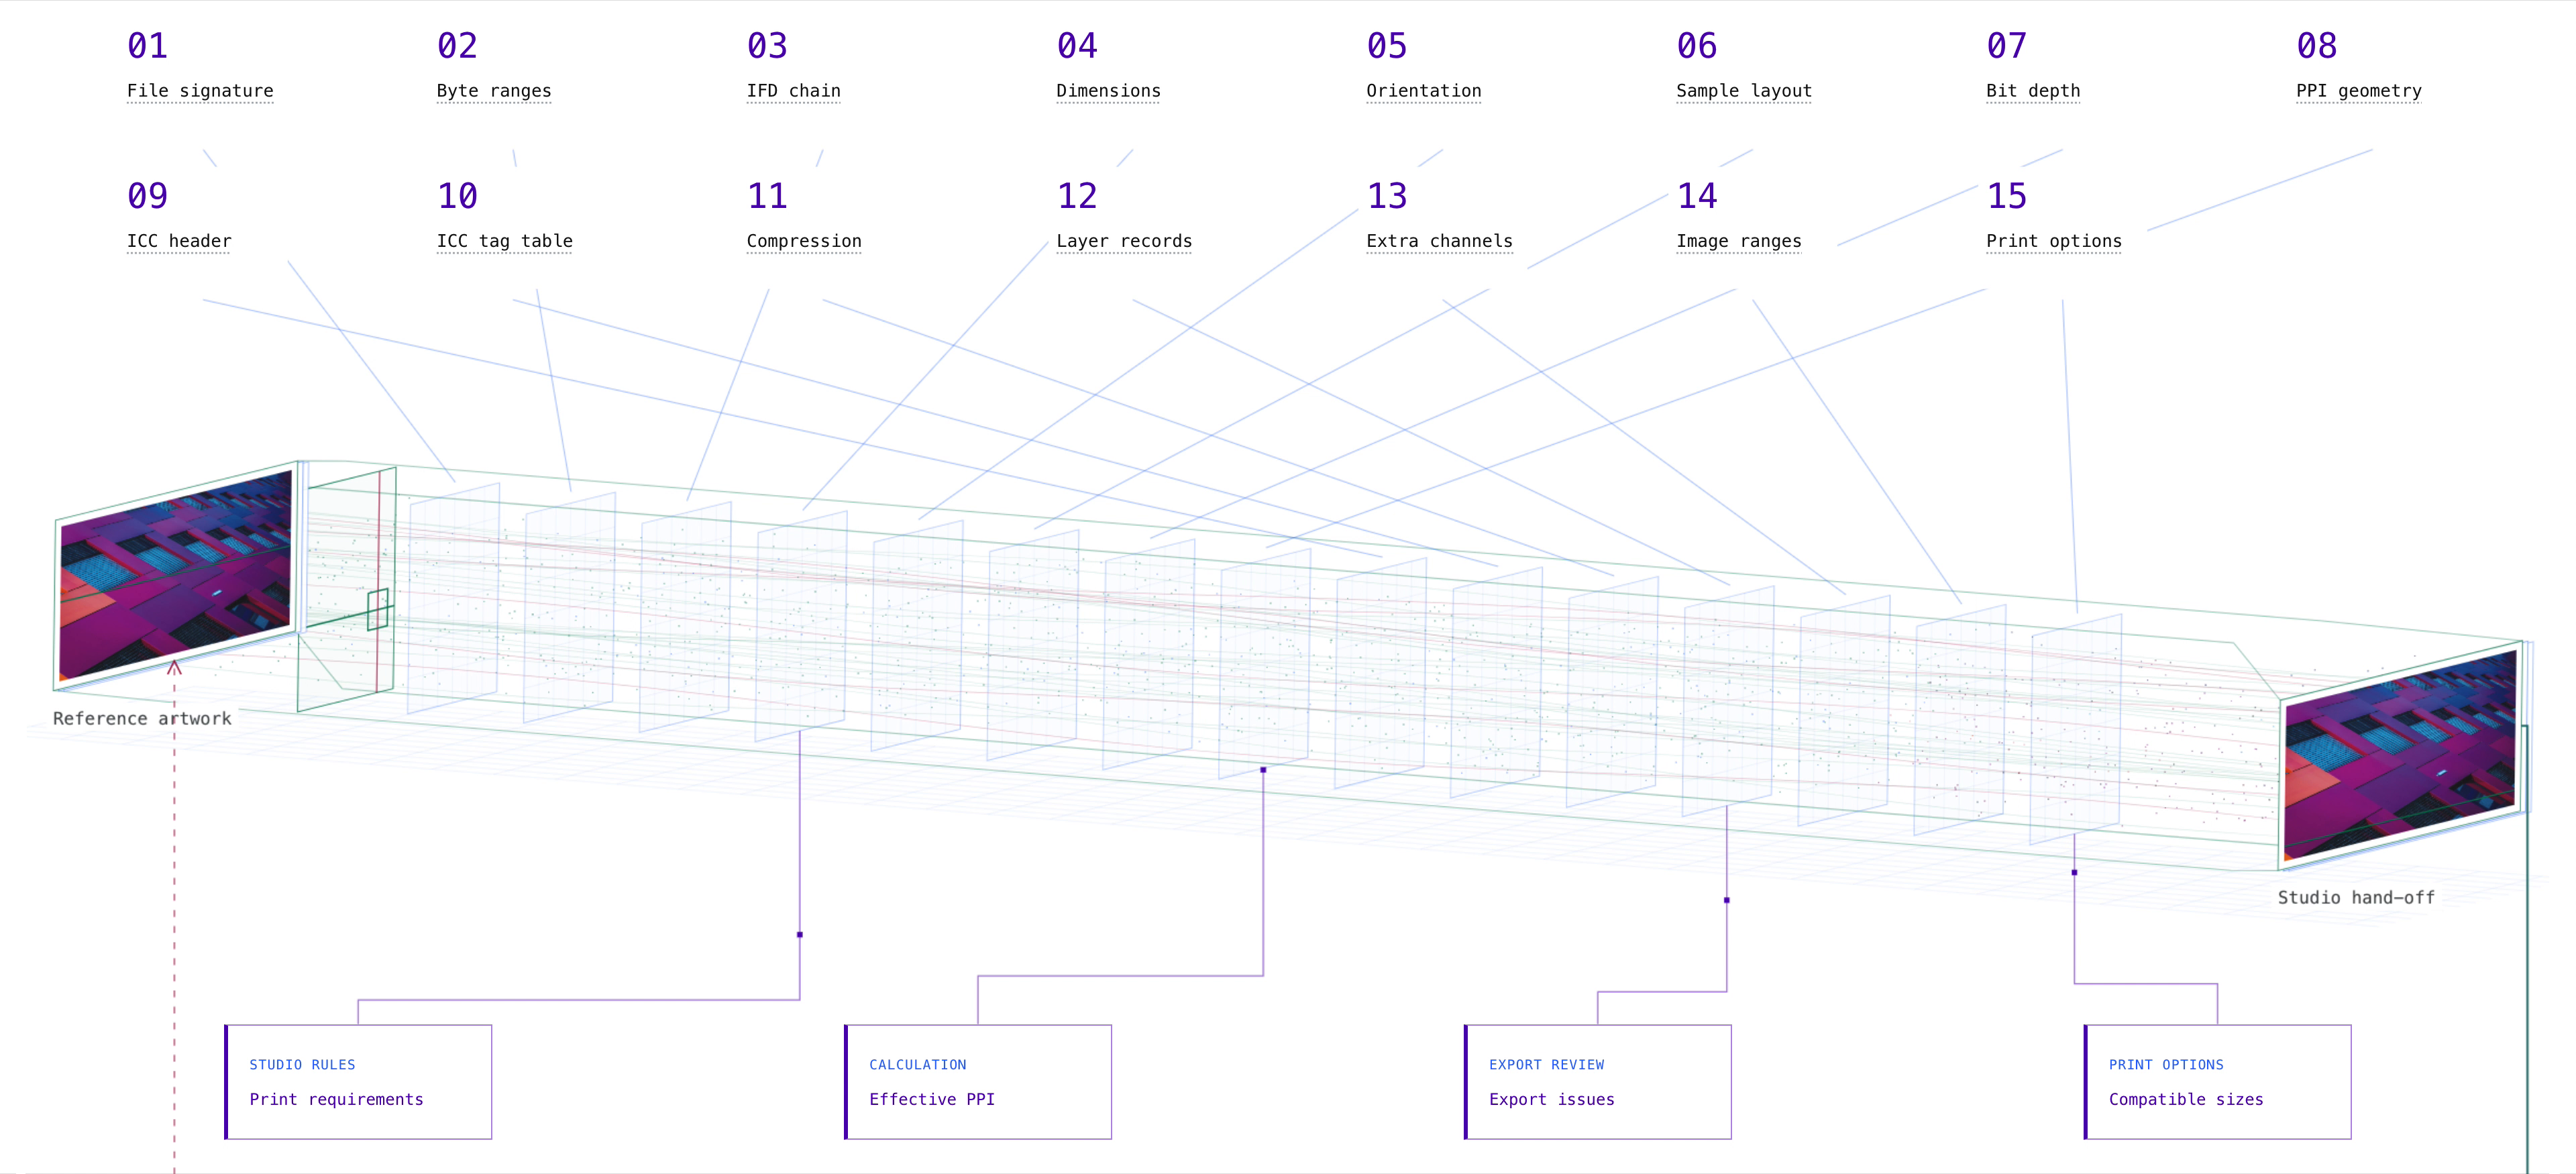 01
File signature
02
Byte ranges
03
IFD chain
04
Dimensions
05
Orientation
06
Sample layout
07
Bit depth
08
PPI geometry
09
ICC header
10
ICC tag table
11
Compression
12
Layer records
13
Extra channels
14
Image ranges
15
Print options
Reference artwork
Studio hand-off
STUDIO RULES
Print requirements
CALCULATION
Effective PPI
EXPORT REVIEW
Export issues
PRINT OPTIONS
Compatible sizes